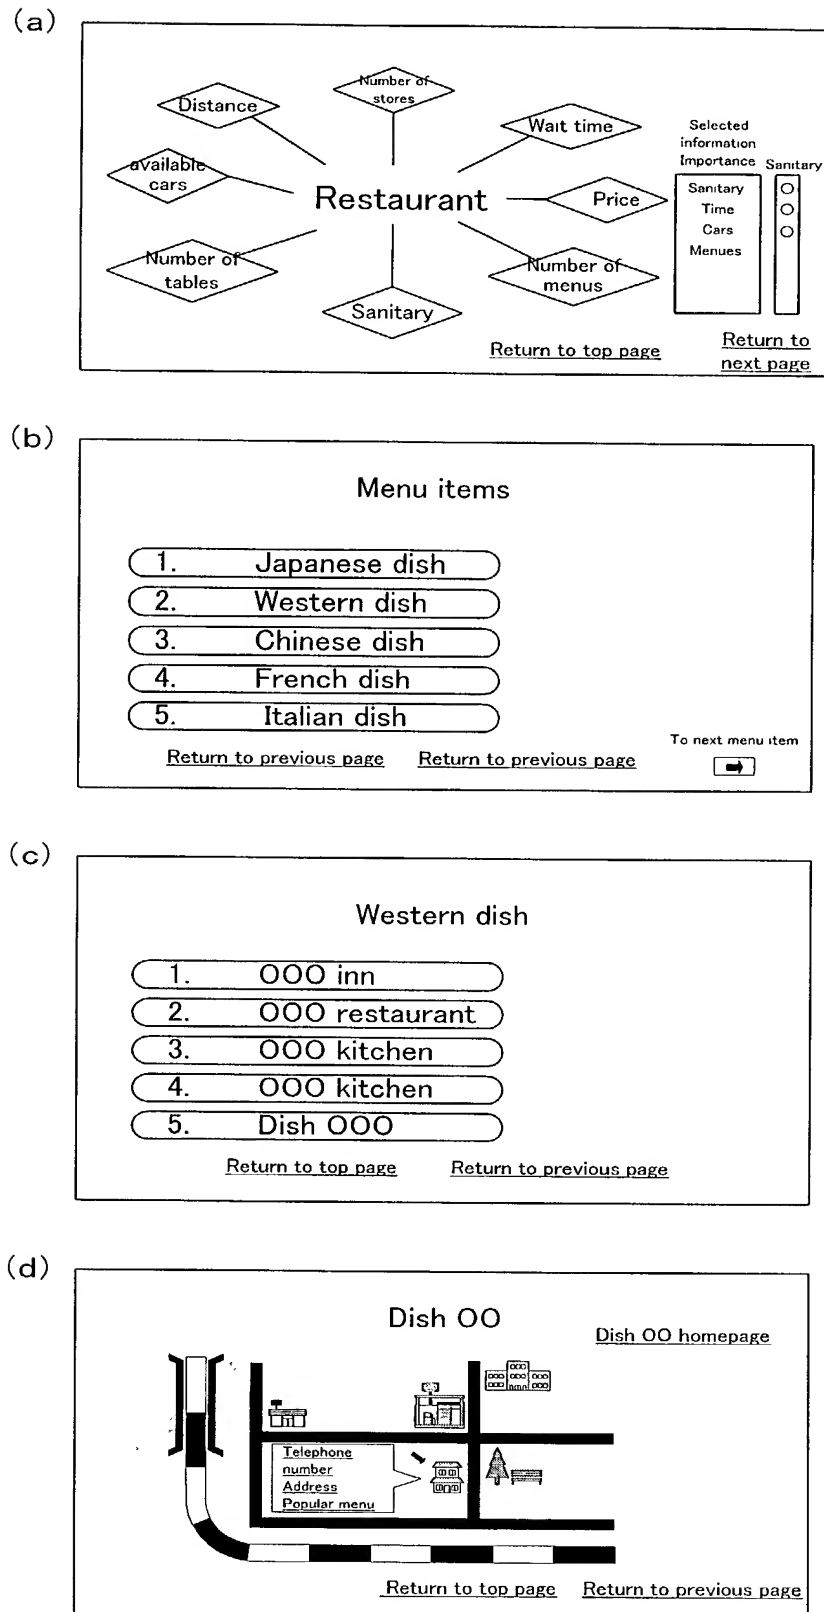 (a)
Number of
stores
Distance
Wait time
Selected
information
Importance
Sanitary
available
cars
Restaurant
Price
Sanitary
Time
Cars
Menues
○
○
○
Number of
tables
Sanitary
Number of
menus
Return to top page
Return to
next page
(b)
Menu items
1. Japanese dish
2. Western dish
3. Chinese dish
4. French dish
5. Italian dish
To next menu item
Return to previous page
Return to previous page
(c)
Western dish
1. OOO inn
2. OOO restaurant
3. OOO kitchen
4. OOO kitchen
5. Dish OOO
Return to top page
Return to previous page
(d)
Dish OO
Dish OO homepage
Telephone
number
Address
Popular menu
Return to top page
Return to previous page